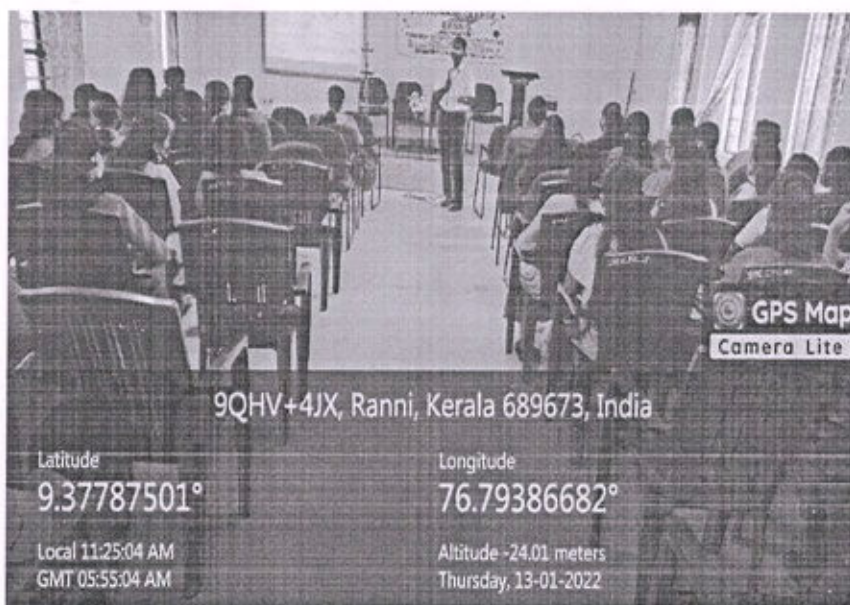 GPS Map
Camera Lite
9QHV+4JX, Ranni, Kerala 689673, India
Latitude
9.37787501°
Longitude
76.79386682°
Local 11:25:04 AM
GMT 05:55:04 AM
Altitude -24.01 meters
Thursday, 13-01-2022